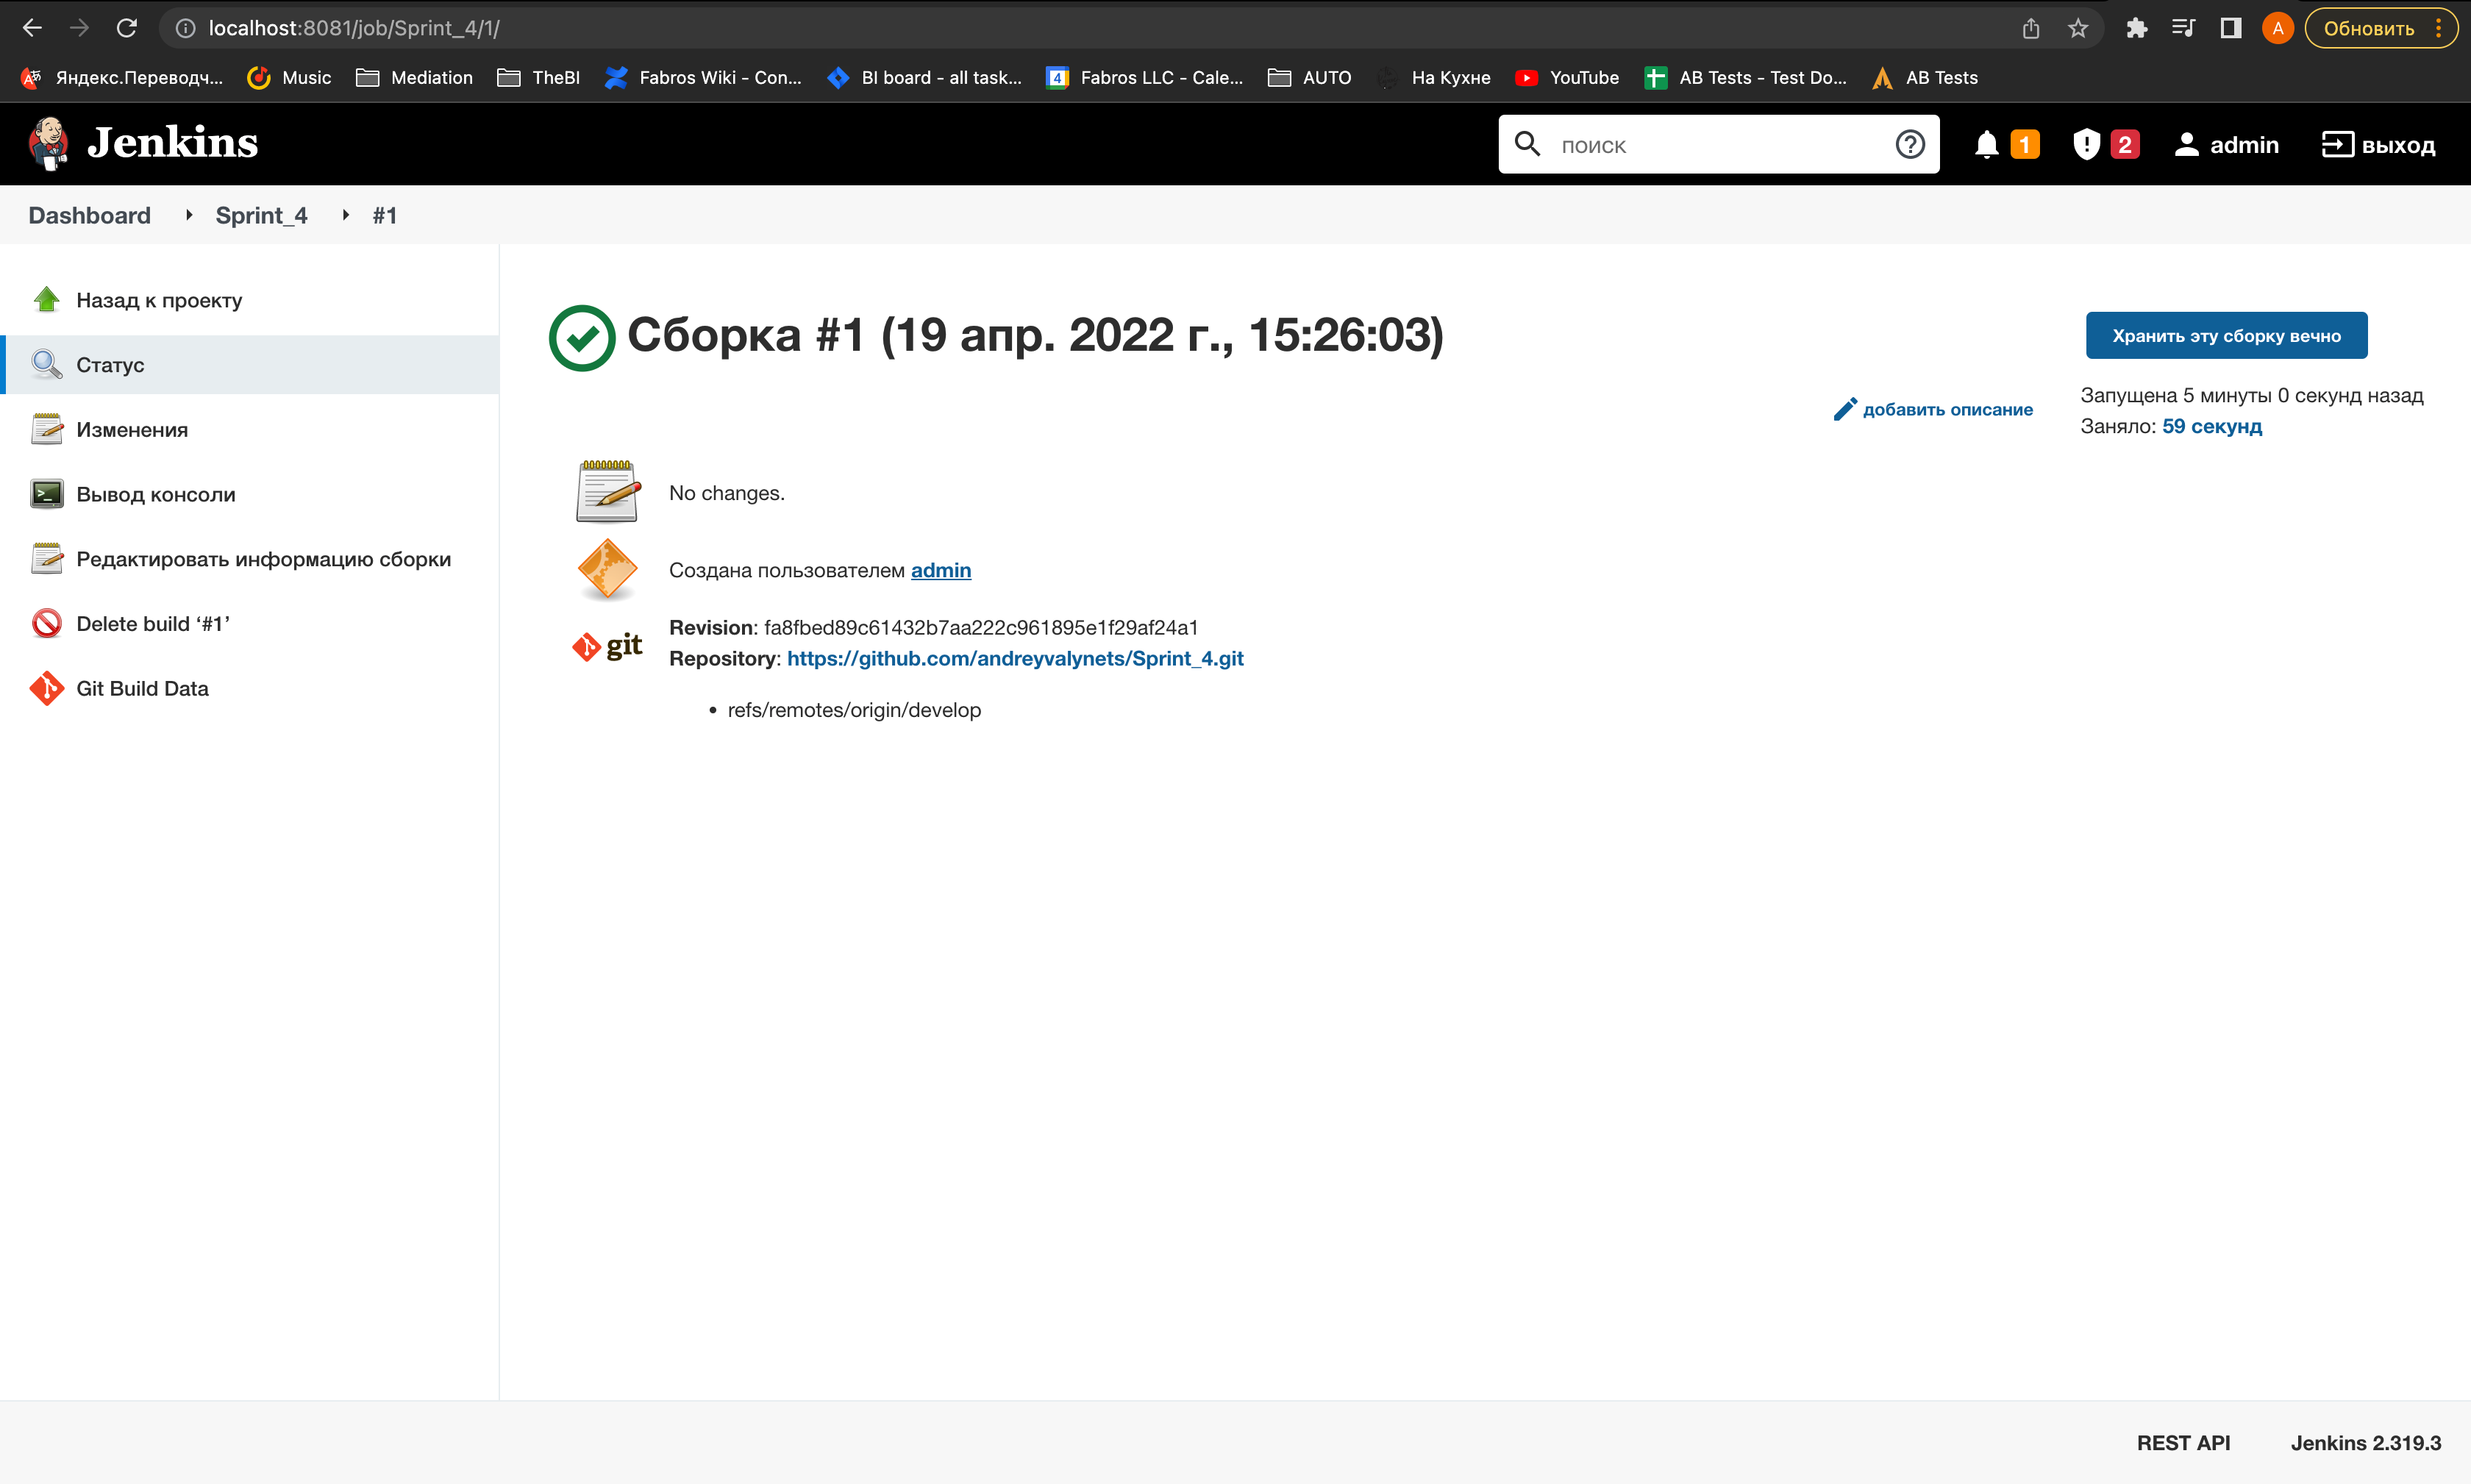 localhost:8081/job/Sprint_4/1/
Обновить
Яндекс.Переводч...
Music
Mediation
TheBI
Fabros Wiki - Con...
BI board - all task...
4
Fabros LLC - Cale...
AUTO
На Кухне
YouTube
AB Tests - Test Do...
AB Tests
A
Jenkins
поиск
1
2
admin
выход
Dashboard
Sprint_4
#1
Назад к проекту
Статус
Изменения
Вывод консоли
Редактировать информацию сборки
Delete build ‘#1’
Git Build Data
Сборка #1 (19 апр. 2022 г., 15:26:03)
Хранить эту сборку вечно
добавить описание
Запущена 5 минуты 0 секунд назад
Заняло: 59 секунд
No changes.
Создана пользователем admin
git
Revision: fa8fbed89c61432b7aa222c961895e1f29af24a1
Repository: https://github.com/andreyvalynets/Sprint_4.git
• refs/remotes/origin/develop
REST API
Jenkins 2.319.3